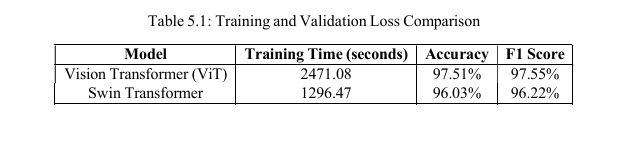 Table 5.1: Training and Validation Loss Comparison
Model Training Time (seconds) Accuracy F1 Score
Vision Transformer (ViT) 2471.08 97.51% 97.55%
Swin Transformer 1296.47 96.03% 96.22%